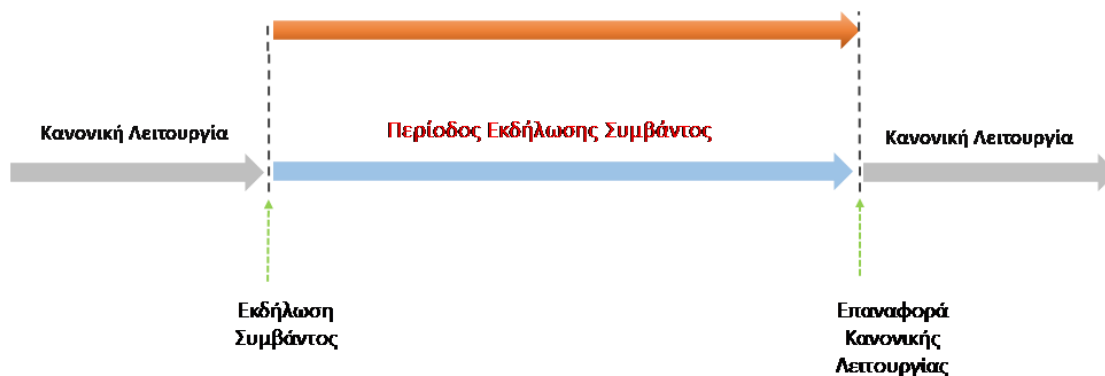 Κανονική Λειτουργία
Περίοδος Εκδήλωσης Συμβάντος
Κανονική Λειτουργία
Εκδήλωση
Συμβάντος
Επαναφορά
Κανονικής
Λειτουργίας